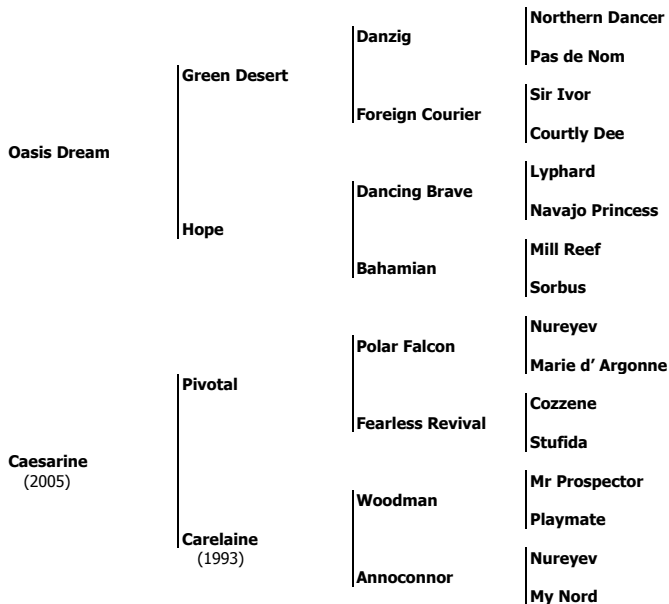 Northern Dancer
Danzig
Pas de Nom
Green Desert
Sir Ivor
Foreign Courier
Courtly Dee
Oasis Dream
Lyphard
Dancing Brave
Navajo Princess
Hope
Mill Reef
Bahamian
Sorbus
Nureyev
Polar Falcon
Marie d' Argonne
Pivotal
Cozzene
Fearless Revival
Stufida
Caesarine
(2005)
Mr Prospector
Woodman
Playmate
Carelaine
(1993)
Nureyev
Annoconnor
My Nord